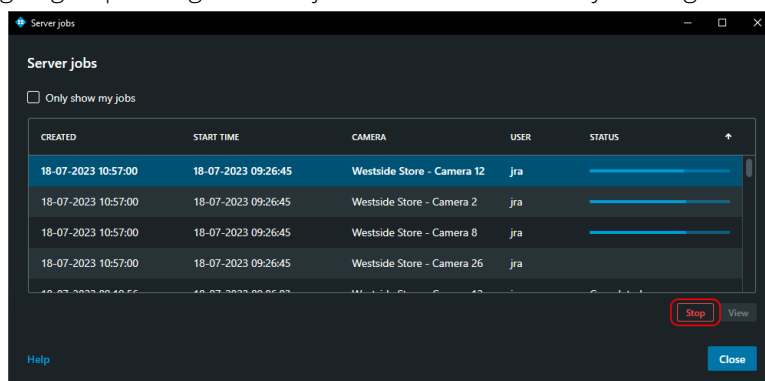 Server jobs
Server jobs
Only show my jobs
CREATED START TIME CAMERA USER STATUS
18-07-2023 10:57:00 18-07-2023 09:26:45 Westside Store - Camera 12 jra
18-07-2023 10:57:00 18-07-2023 09:26:45 Westside Store - Camera 2 jra
18-07-2023 10:57:00 18-07-2023 09:26:45 Westside Store - Camera 8 jra
18-07-2023 10:57:00 18-07-2023 09:26:45 Westside Store - Camera 26 jra
Stop View
Help Close